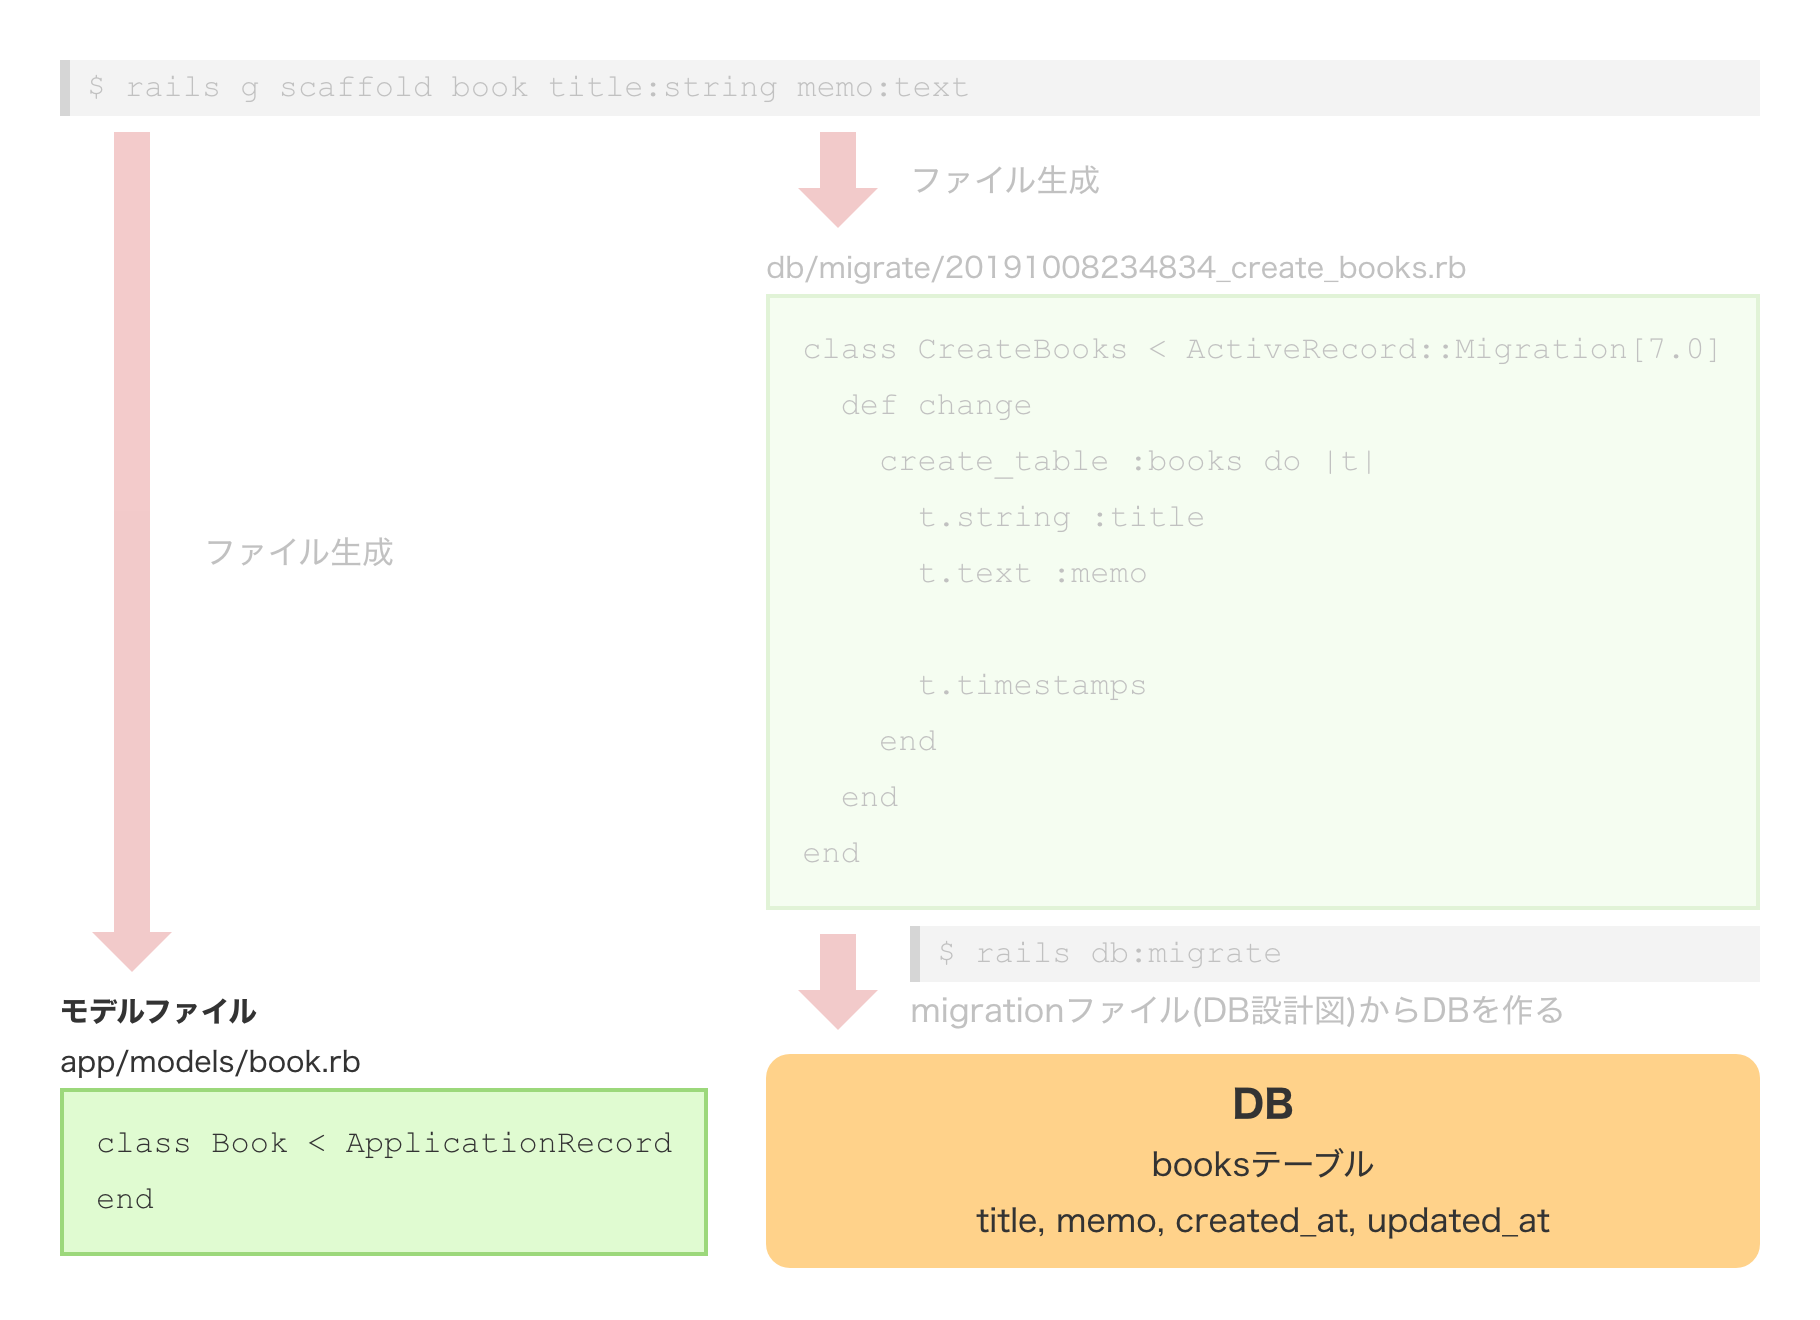 $ rails g scaffold book title:string memo:text
ファイル生成
db/migrate/20191008234834_create_books.rb
class CreateBooks < ActiveRecord::Migration[7.0]
  def change
    create_table :books do |t|
      t.string :title
      t.text :memo
      t.timestamps
    end
  end
end
ファイル生成
$ rails db:migrate
migrationファイル(DB設計図)からDBを作る
モデルファイル
app/models/book.rb
class Book < ApplicationRecord
end
DB
booksテーブル
title, memo, created_at, updated_at